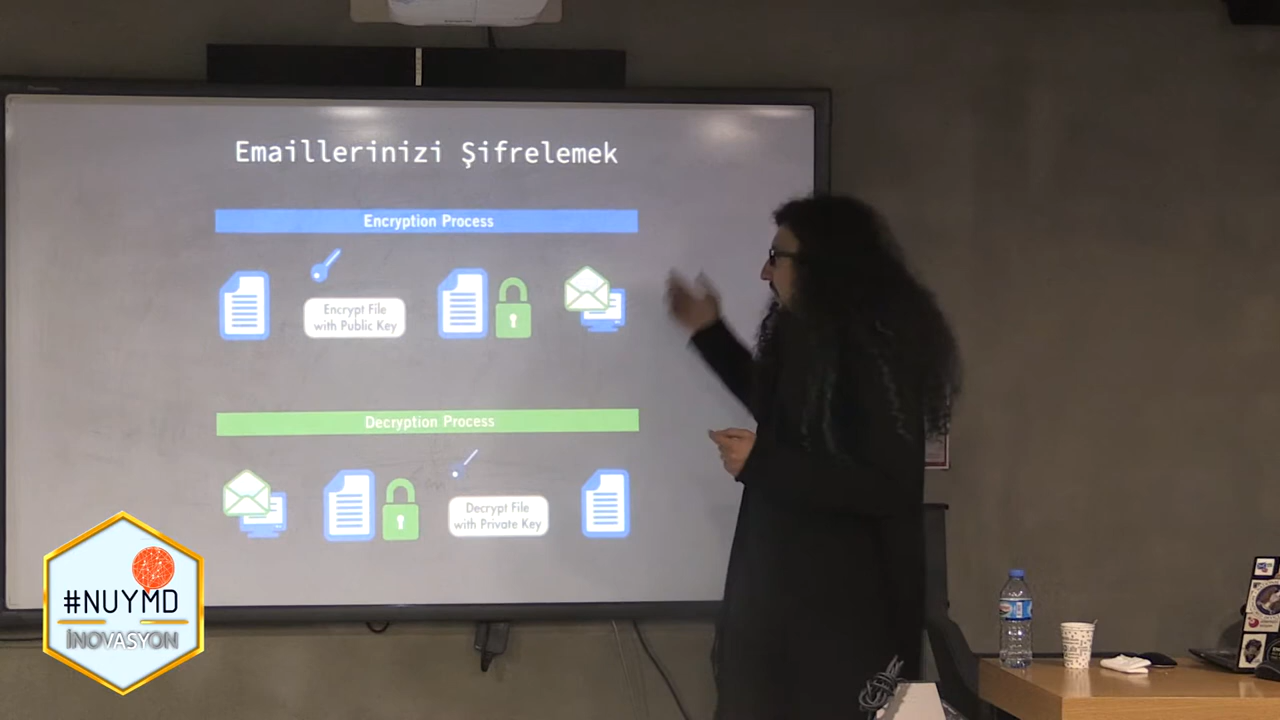 Emaillerinizi Şifrelemek
Encryption Process
Encrypt File
with Public Key
Decryption Process
Decrypt File
with Private Key
#NUYMD
İNOVASYON